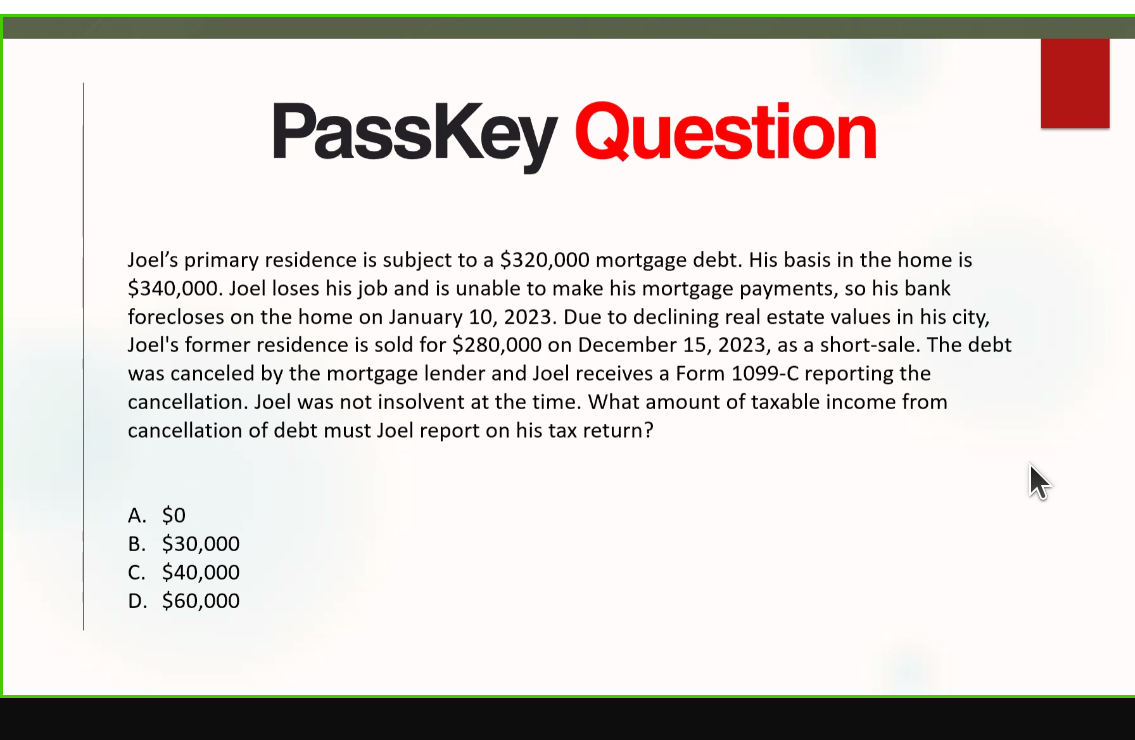 PassKey Question
Joel’s primary residence is subject to a $320,000 mortgage debt. His basis in the home is
$340,000. Joel loses his job and is unable to make his mortgage payments, so his bank
forecloses on the home on January 10, 2023. Due to declining real estate values in his city,
Joel's former residence is sold for $280,000 on December 15, 2023, as a short-sale. The debt
was canceled by the mortgage lender and Joel receives a Form 1099-C reporting the
cancellation. Joel was not insolvent at the time. What amount of taxable income from
cancellation of debt must Joel report on his tax return?
A. $0
B. $30,000
C. $40,000
D. $60,000